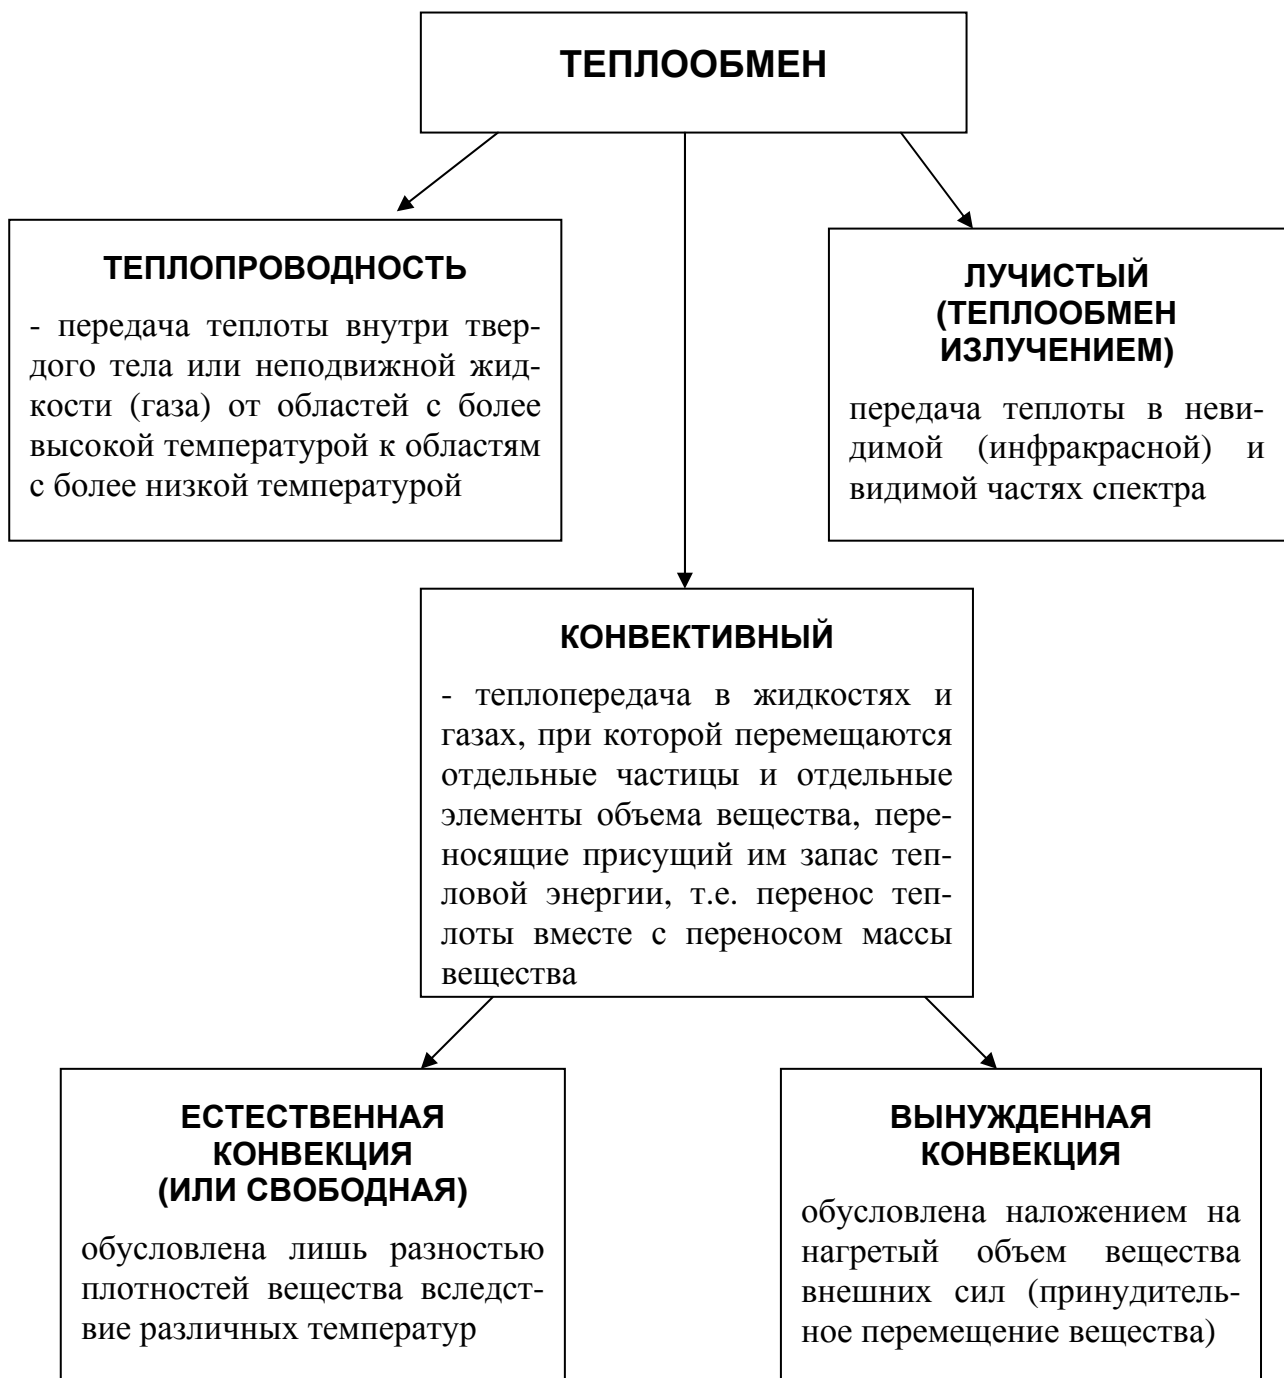 ТЕПЛООБМЕН
ТЕПЛОПРОВОДНОСТЬ
- передача теплоты внутри твер-
дого тела или неподвижной жид-
кости (газа) от областей с более
высокой температурой к областям
с более низкой температурой
ЛУЧИСТЫЙ
(ТЕПЛООБМЕН
ИЗЛУЧЕНИЕМ)
передача теплоты в неви-
димой (инфракрасной) и
видимой частях спектра
КОНВЕКТИВНЫЙ
- теплопередача в жидкостях и
газах, при которой перемещаются
отдельные частицы и отдельные
элементы объема вещества, пере-
носящие присущий им запас теп-
ловой энергии, т.е. перенос теп-
лоты вместе с переносом массы
вещества
ЕСТЕСТВЕННАЯ
КОНВЕКЦИЯ
(ИЛИ СВОБОДНАЯ)
обусловлена лишь разностью
плотностей вещества вследст-
вие различных температур
ВЫНУЖДЕННАЯ
КОНВЕКЦИЯ
обусловлена наложением на
нагретый объем вещества
внешних сил (принудитель-
ное перемещение вещества)